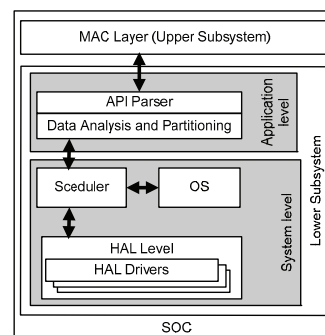 MAC Layer (Upper Subsystem)
API Parser
Data Analysis and Partitioning
Application
level
Sceduler
OS
HAL Level
HAL Drivers
System level
Lower Subsystem
SOC